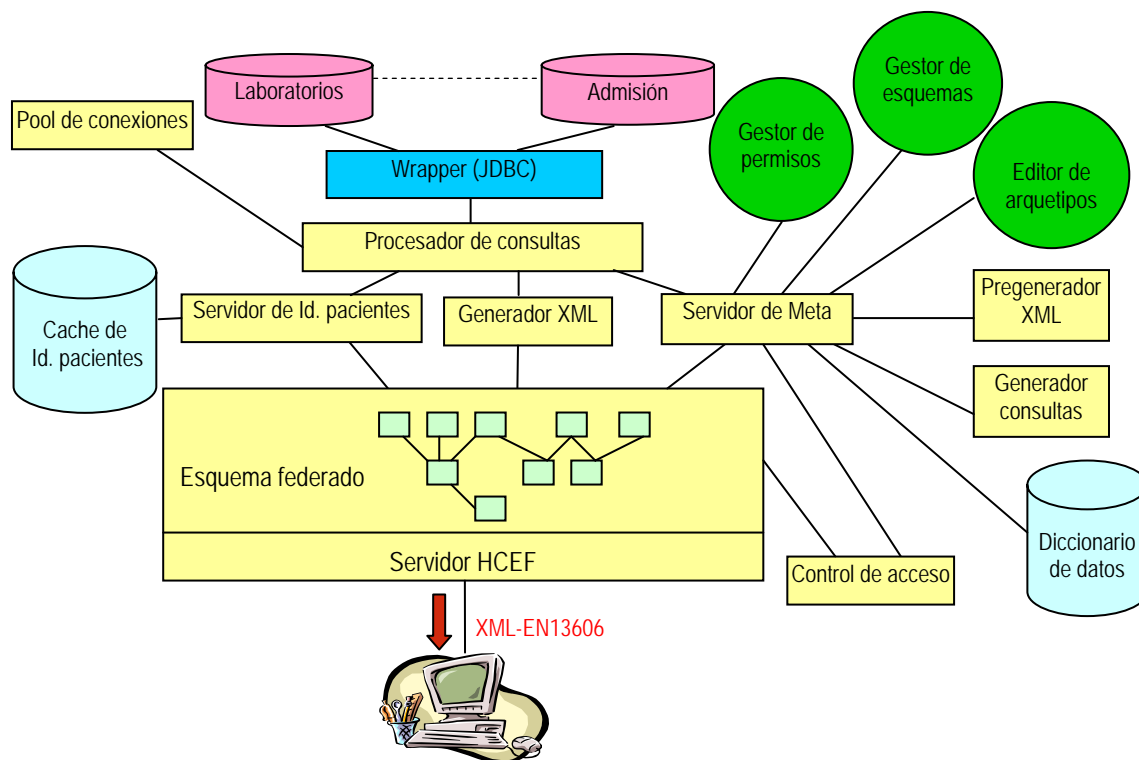 Laboratorios
Admisión
Gestor de
esquemas
Pool de conexiones
Gestor de
permisos
Wrapper (JDBC)
Editor de
arquetipos
Procesador de consultas
Servidor de Id. pacientes
Generador XML
Servidor de Meta
Pregenerador
XML
Cache de
Id. pacientes
Generador
consultas
Esquema federado
Servidor HCEF
Control de acceso
Diccionario
de datos
XML-EN13606